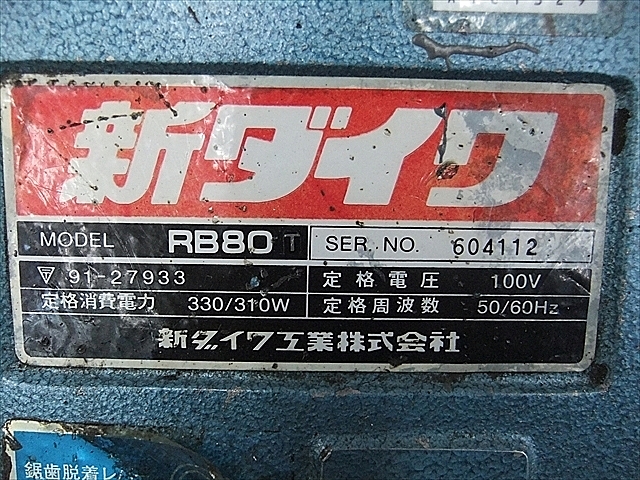 新ダイワ
MODEL RB80T SER. NO. 604112
91-27933 定格電圧 100V
定格消費電力 330/310W 定格周波数 50/60Hz
新ダイワ工業株式会社
鋸歯脱着レ